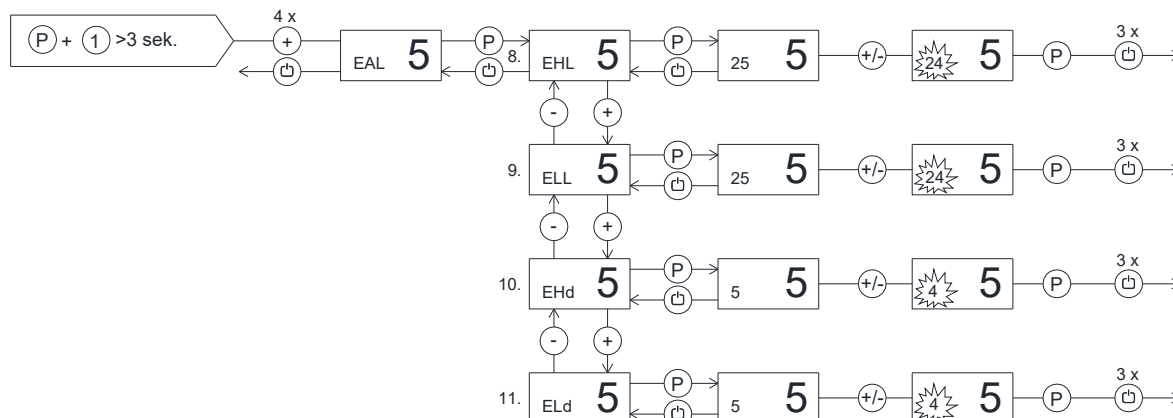 4 x
P + 1 >3 sek.
+
EAL 5
P
8.
EHL 5
P
25 5
+/-
24 5
P
3 x
-
+
9.
ELL 5
P
25 5
+/-
24 5
P
3 x
-
+
10.
EHd 5
P
5 5
+/-
4 5
P
3 x
-
+
11.
ELd 5
P
5 5
+/-
4 5
P
3 x